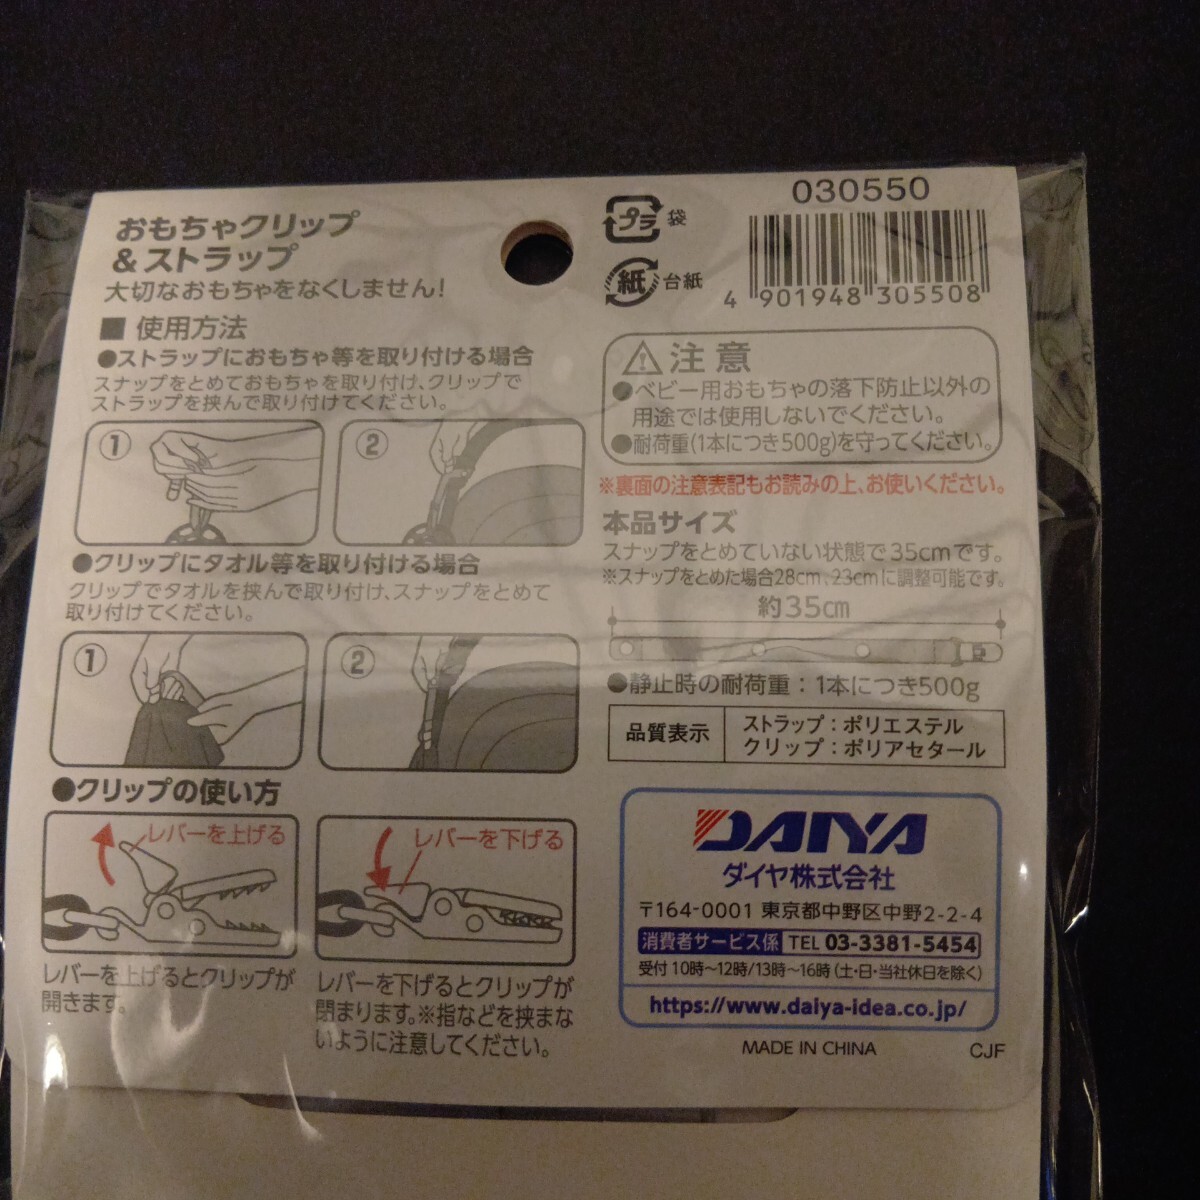 おもちゃクリップ
&ストラップ
大切なおもちゃをなくしません!
■ 使用方法
●ストラップにおもちゃ等を取り付ける場合
スナップをとめておもちゃを取り付け、クリップで
ストラップを挟んで取り付けてください。
① ②
●クリップにタオル等を取り付ける場合
クリップでタオルを挟んで取り付け、スナップをとめて
取り付けてください。
① ②
●クリップの使い方
レバーを上げる
レバーを上げるとクリップが
開きます。
レバーを下げる
レバーを下げるとクリップが
閉まります。※指などを挟まな
いように注意してください。
プラ 袋
紙 台紙
030550
4 901948 305508
注意
●ベビー用おもちゃの落下防止以外の
用途では使用しないでください。
●耐荷重(1本につき500g)を守ってください。
※裏面の注意表記もお読みの上、お使いください。
本品サイズ
スナップをとめていない状態で35cmです。
※スナップをとめた場合28cm、23cmに調整可能です。
約35cm
●静止時の耐荷重:1本につき500g
品質表示
ストラップ:ポリエステル
クリップ:ポリアセタール
DAIYA
ダイヤ株式会社
〒164-0001 東京都中野区中野2-2-4
消費者サービス係 TEL 03-3381-5454
受付 10時〜12時/13時〜16時(土・日・当社休日を除く)
https://www.daiya-idea.co.jp/
MADE IN CHINA CJF